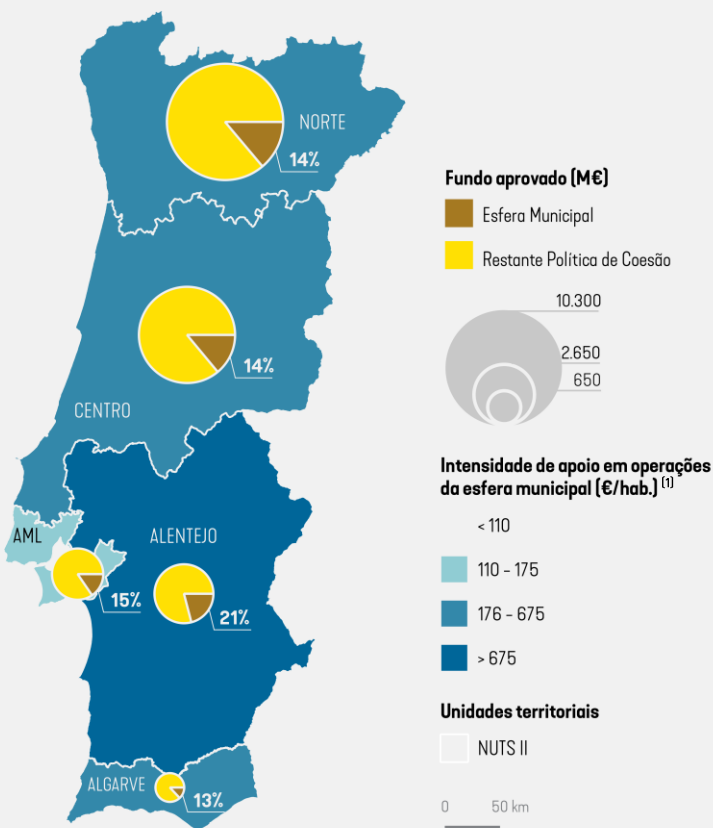 NORTE
14%
14%
CENTRO
AML
ALENTEJO
15%
21%
ALGARVE
13%
Fundo aprovado (M€)
Esfera Municipal
Restante Política de Coesão
10.300
2.650
650
Intensidade de apoio em operações
da esfera municipal (€/hab.) (1)
< 110
110 - 175
176 - 675
> 675
Unidades territoriais
NUTS II
0 50 km